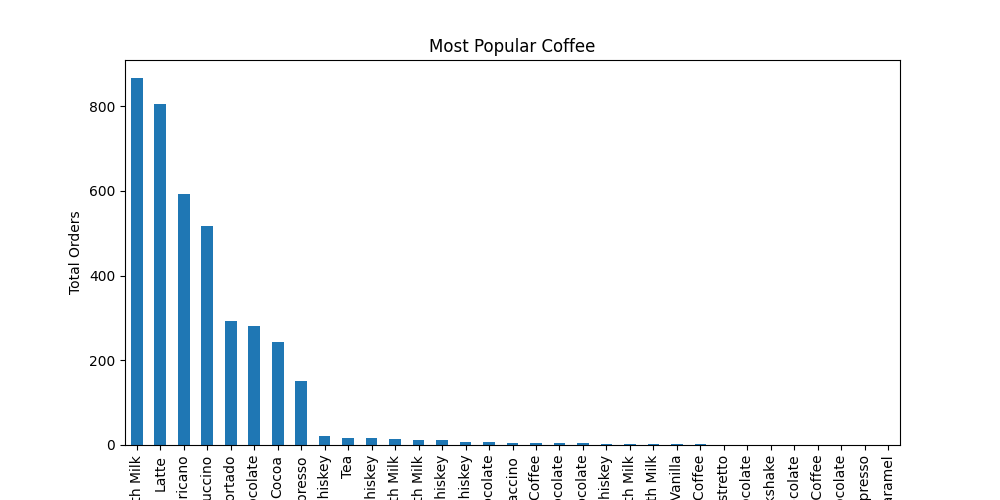 Most Popular Coffee
Total Orders
800
600
400
200
0
th Milk
Latte
ricano
uccino
ortado
colate
Cocoa
presso
hiskey
Tea
hiskey
th Milk
th Milk
hiskey
hiskey
ocolate
accino
Coffee
ocolate
ocolate
hiskey
th Milk
th Milk
Vanilla
Coffee
stretto
ocolate
kshake
colate
Coffee
ocolate
presso
aramel